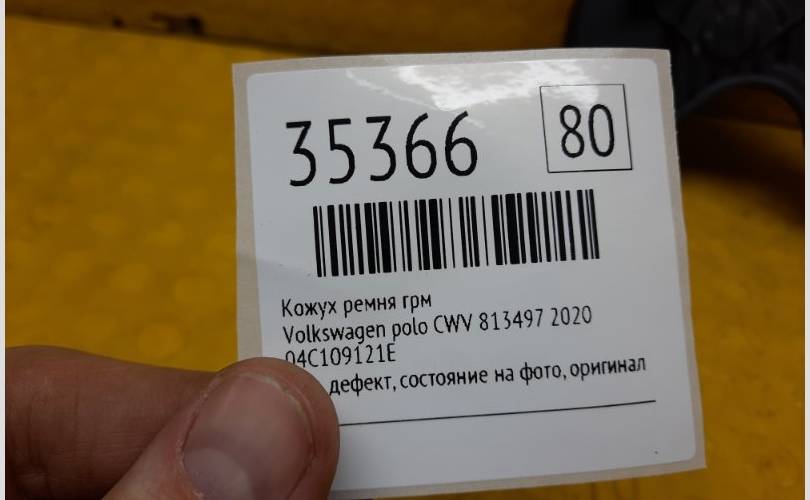 35366
80
Кожух ремня грм
Volkswagen polo CWV 813497 2020
04C109121E
дефект, состояние на фото, оригинал